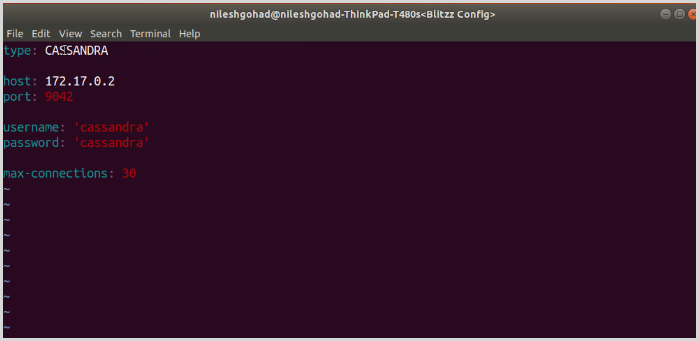 nileshgohad@nileshgohad-ThinkPad-T480s<Blitzz Config>
File Edit View Search Terminal Help
type: CASSANDRA
host: 172.17.0.2
port: 9042
username: 'cassandra'
password: 'cassandra'
max-connections: 30
~
~
~
~
~
~
~
~
~
~